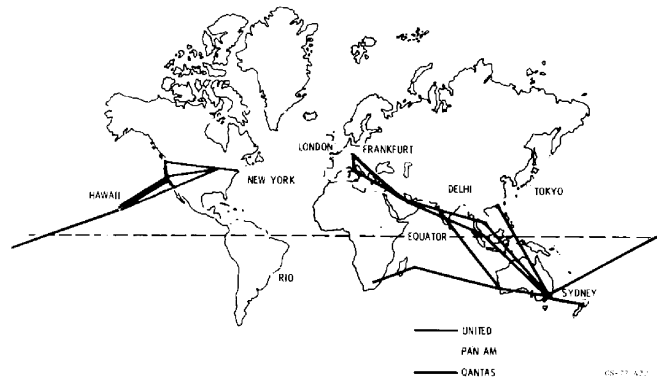 LONDON
FRANKFURT
NEW YORK
DELHI
TOKYO
HAWAII
EQUATOR
RIO
SYDNEY
UNITED
PAN AM
QANTAS